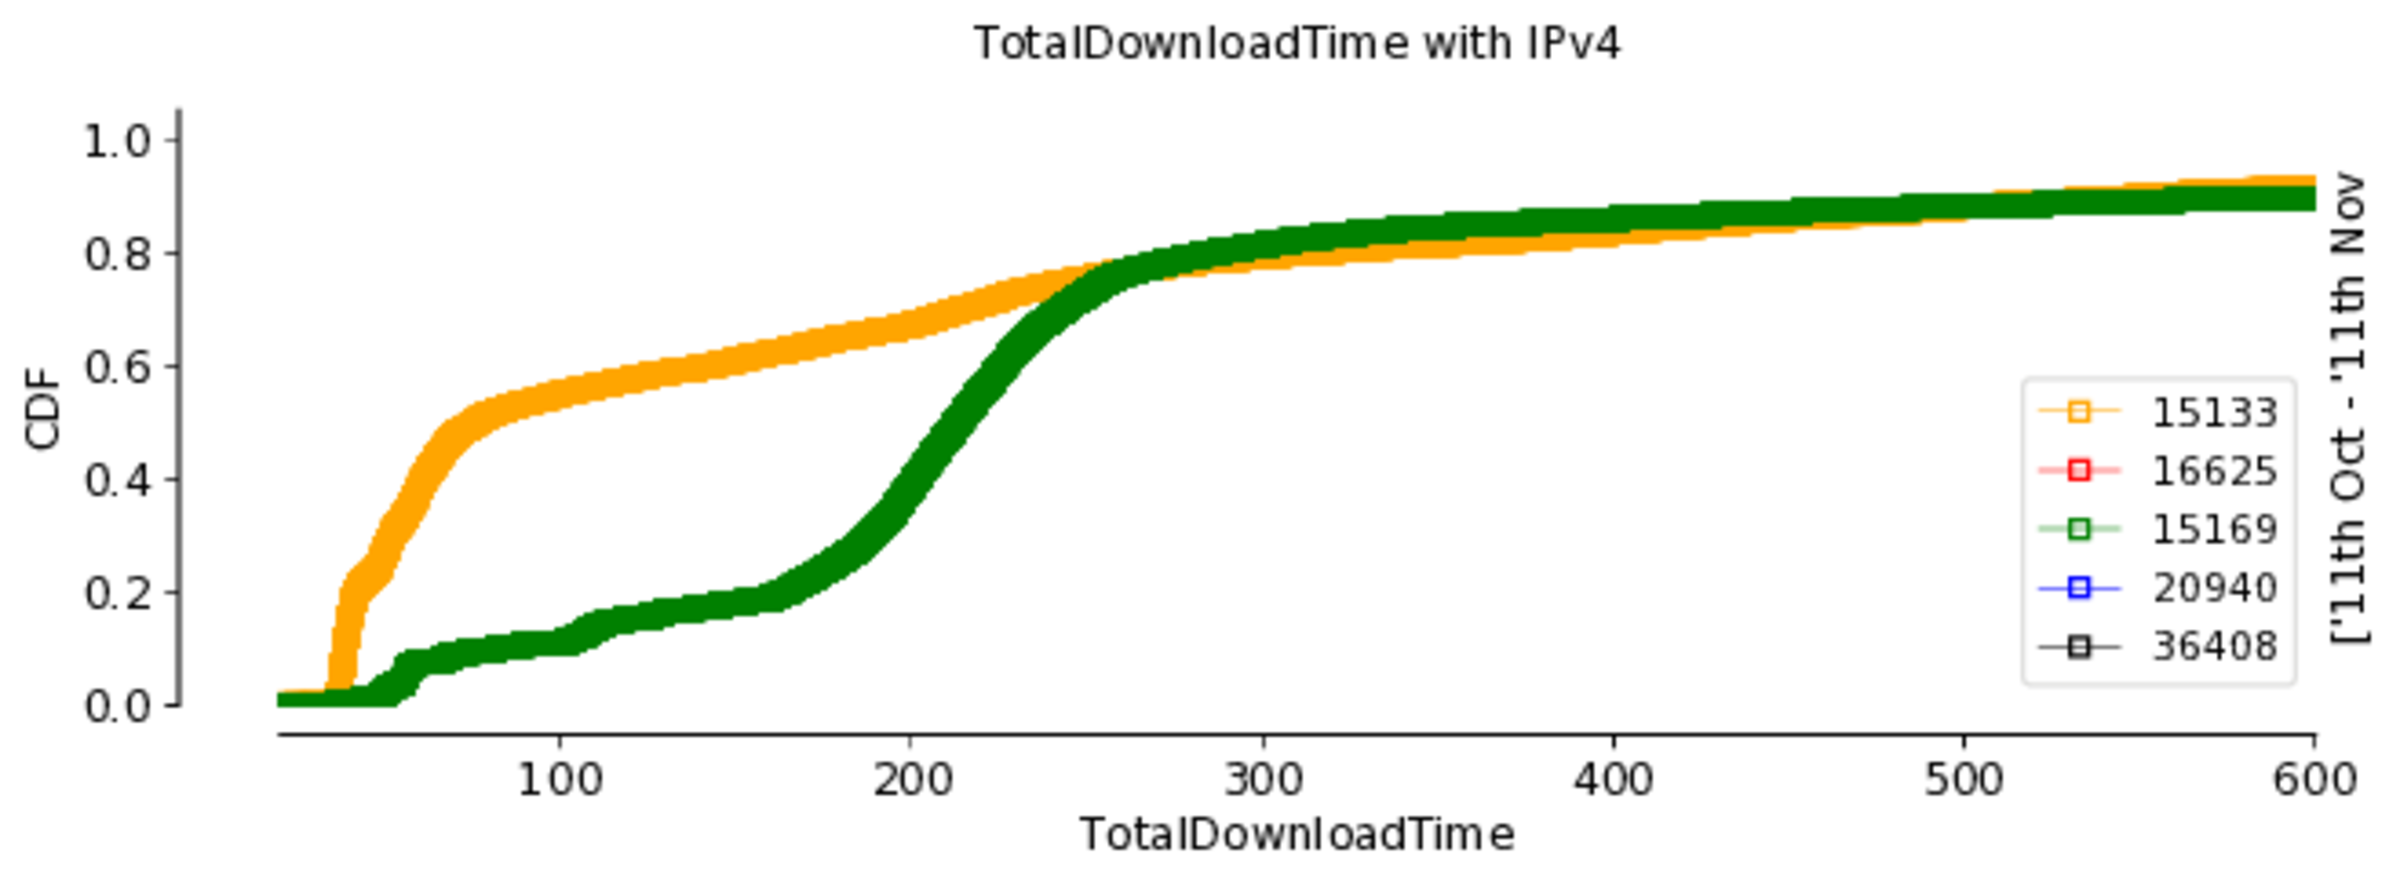 TotalDownloadTime with IPv4
1.0
0.8
0.6
0.4
0.2
0.0
CDF
100 200 300 400 500 600
TotalDownloadTime
15133
16625
15169
20940
36408
['11th Oct - '11th Nov